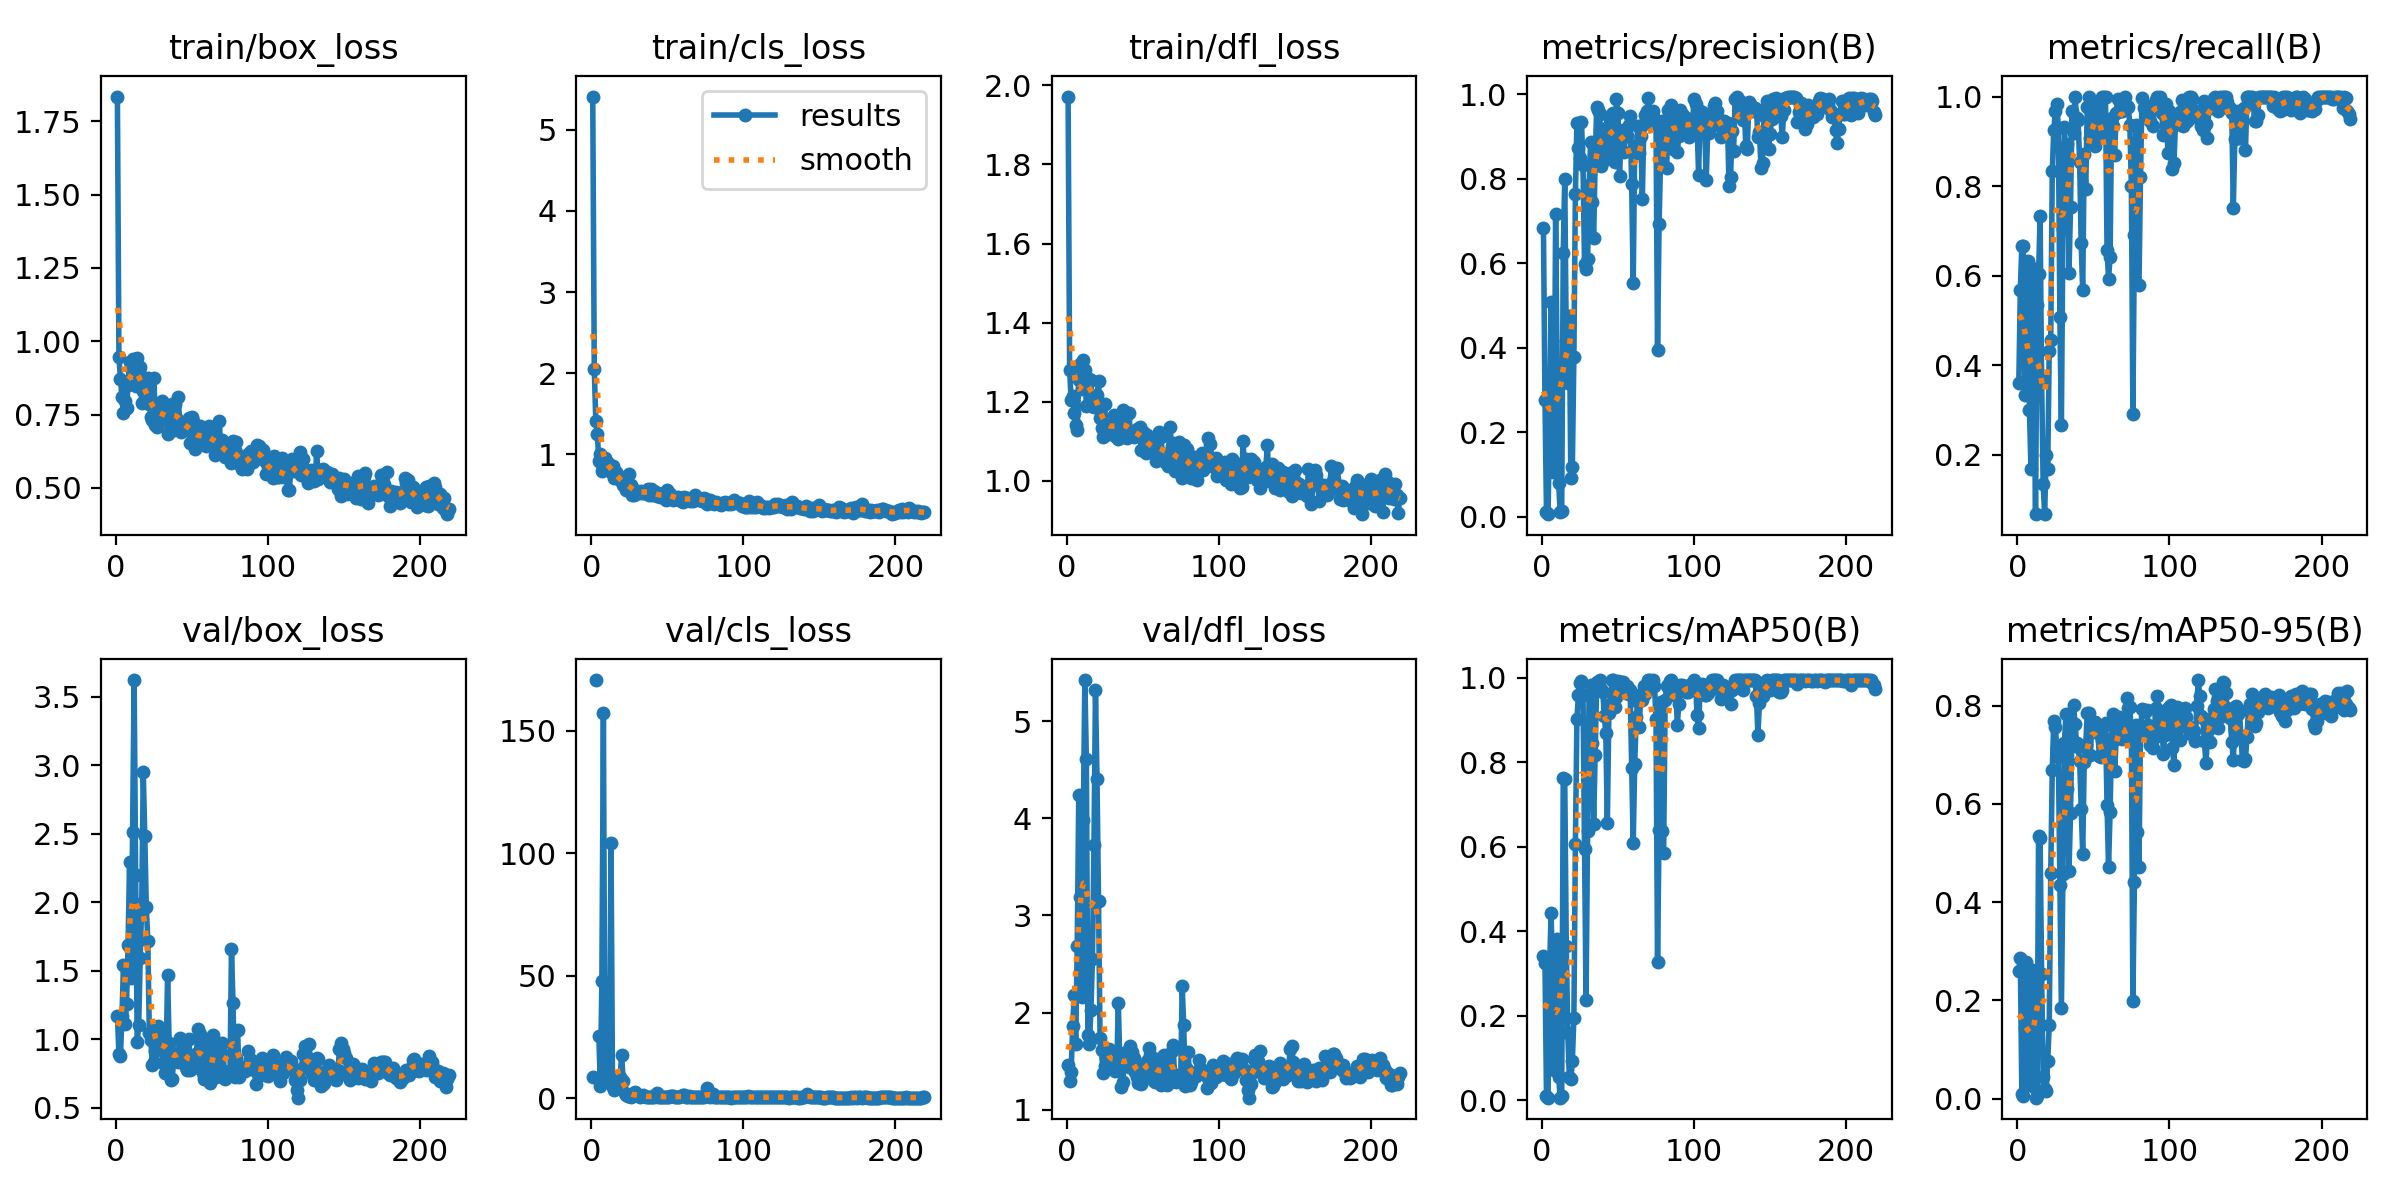 train/box_loss
1.75
1.50
1.25
1.00
0.75
0.50
0 100 200
train/cls_loss
results
smooth
5
4
3
2
1
0 100 200
train/dfl_loss
2.0
1.8
1.6
1.4
1.2
1.0
0 100 200
metrics/precision(B)
1.0
0.8
0.6
0.4
0.2
0.0
0 100 200
metrics/recall(B)
1.0
0.8
0.6
0.4
0.2
0 100 200
val/box_loss
3.5
3.0
2.5
2.0
1.5
1.0
0.5
0 100 200
val/cls_loss
150
100
50
0
0 100 200
val/dfl_loss
5
4
3
2
1
0 100 200
metrics/mAP50(B)
1.0
0.8
0.6
0.4
0.2
0.0
0 100 200
metrics/mAP50-95(B)
0.8
0.6
0.4
0.2
0.0
0 100 200